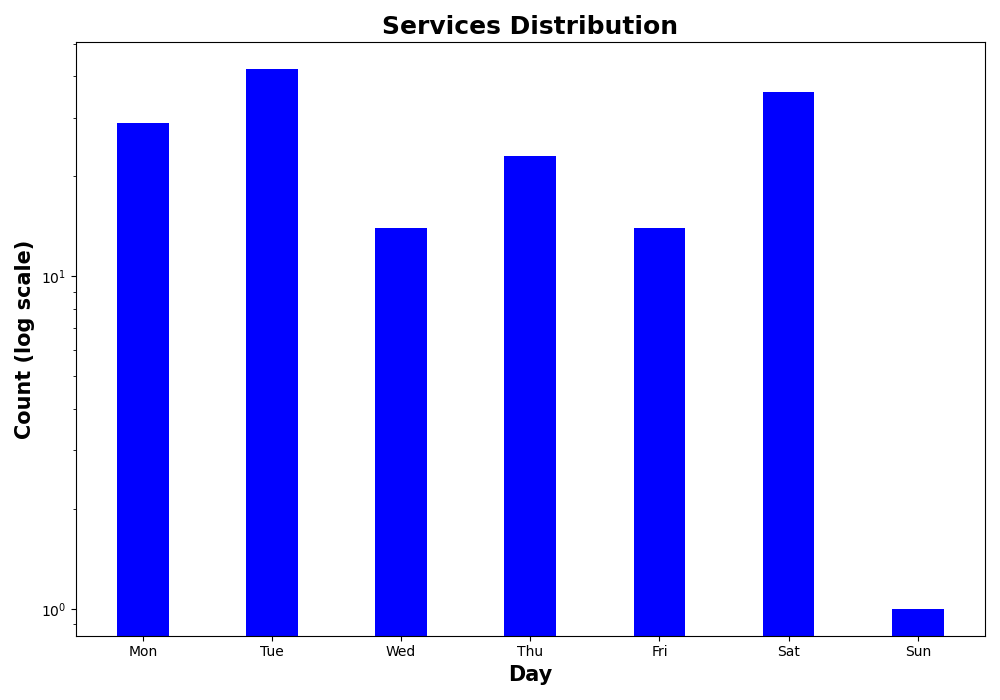 Services Distribution
Count (log scale)
10¹
10⁰
Mon Tue Wed Thu Fri Sat Sun
Day